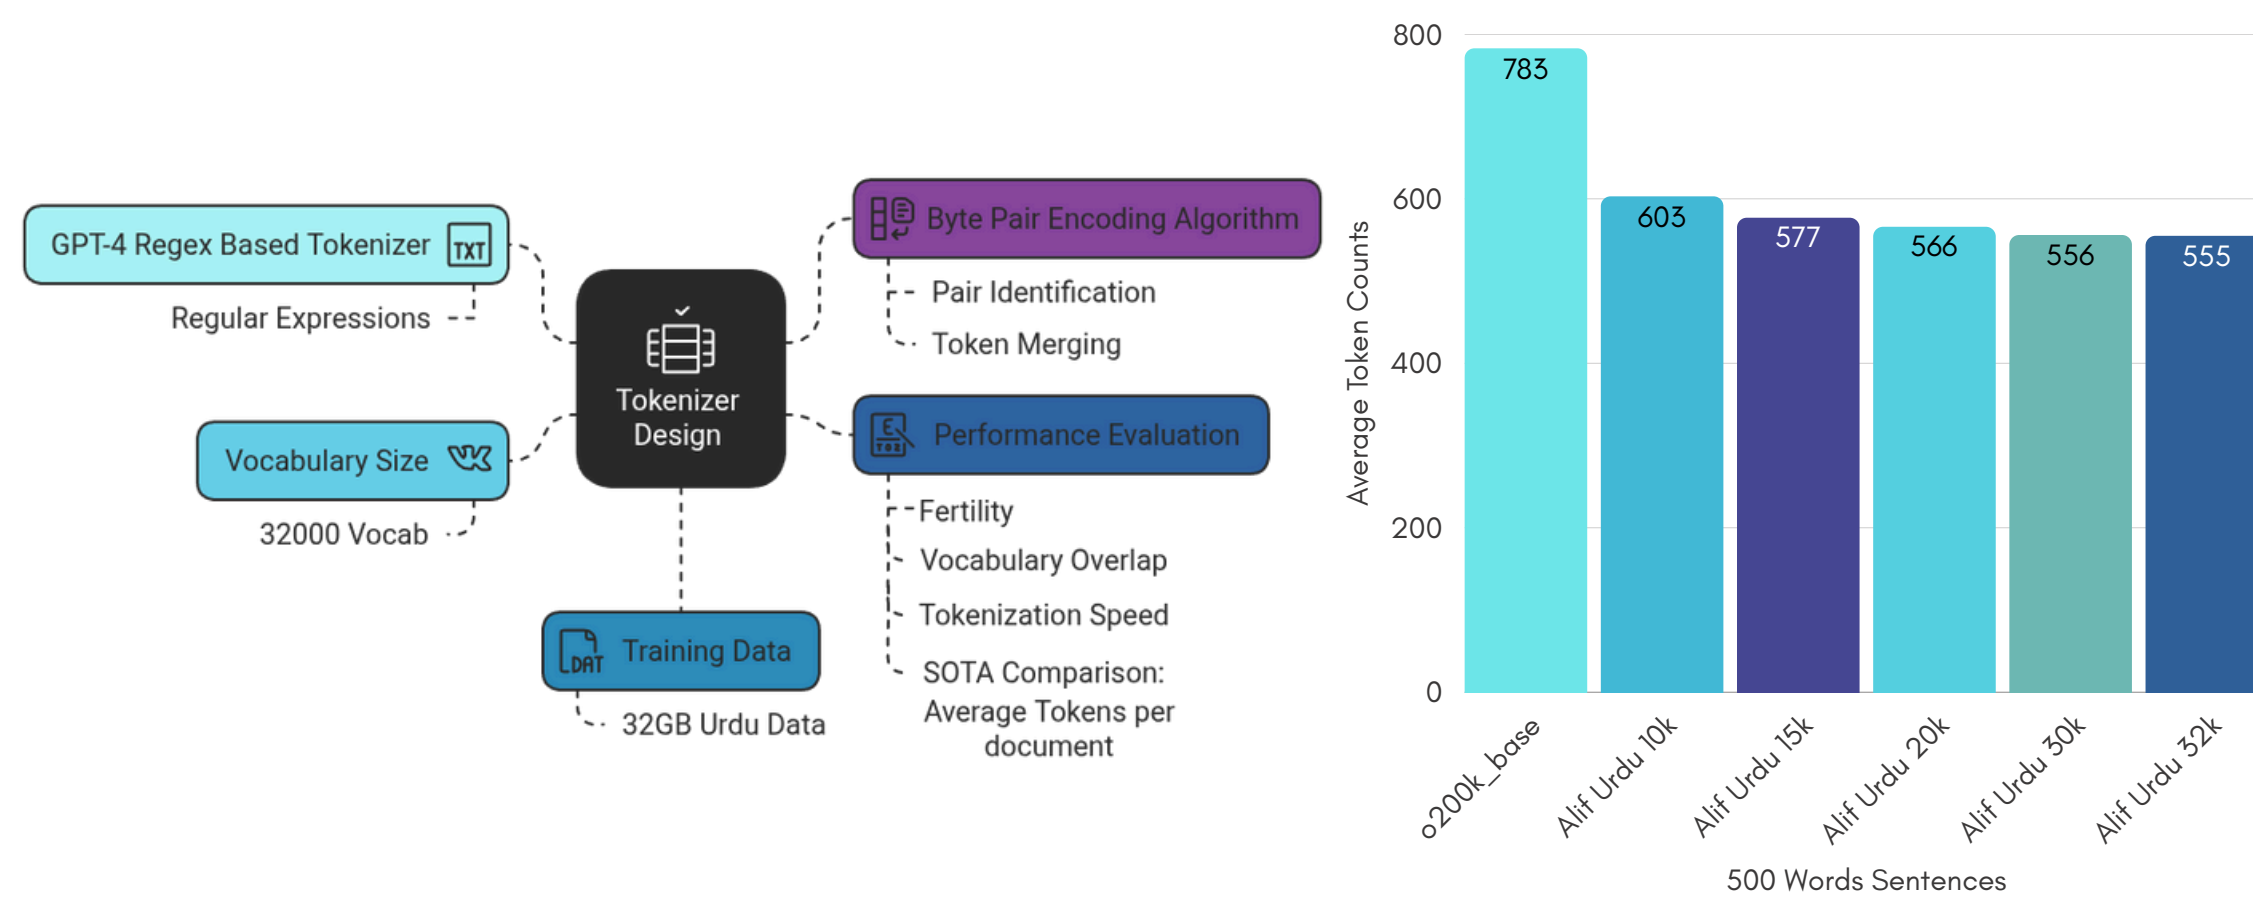 GPT-4 Regex Based Tokenizer
TXT
Regular Expressions
Vocabulary Size
32000 Vocab
Tokenizer
Design
Training Data
DAT
32GB Urdu Data
Byte Pair Encoding Algorithm
Pair Identification
Token Merging
Performance Evaluation
Fertility
Vocabulary Overlap
Tokenization Speed
SOTA Comparison:
Average Tokens per
document
Average Token Counts
800
600
400
200
0
783
603
577
566
556
555
o200k_base
Alif Urdu 10k
Alif Urdu 15k
Alif Urdu 20k
Alif Urdu 30k
Alif Urdu 32k
500 Words Sentences